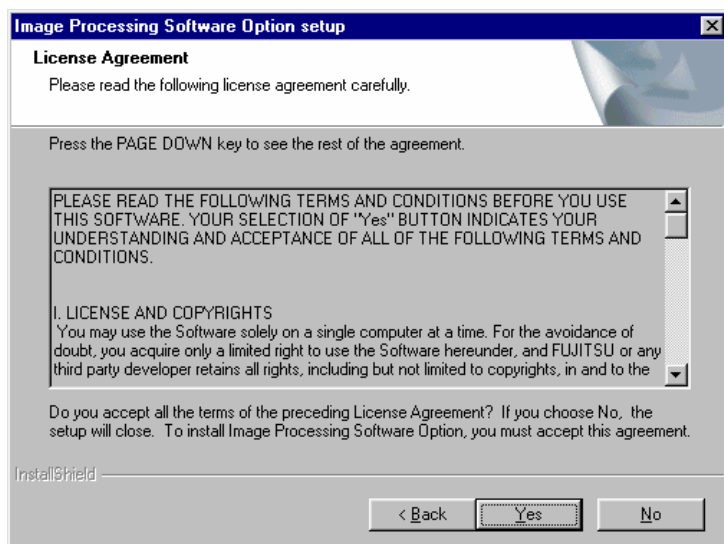 Image Processing Software Option setup
License Agreement
Please read the following license agreement carefully.
Press the PAGE DOWN key to see the rest of the agreement.
PLEASE READ THE FOLLOWING TERMS AND CONDITIONS BEFORE YOU USE
THIS SOFTWARE. YOUR SELECTION OF "Yes" BUTTON INDICATES YOUR
UNDERSTANDING AND ACCEPTANCE OF ALL OF THE FOLLOWING TERMS AND
CONDITIONS.
I. LICENSE AND COPYRIGHTS
You may use the Software solely on a single computer at a time. For the avoidance of
doubt, you acquire only a limited right to use the Software hereunder, and FUJITSU or any
third party developer retains all rights, including but not limited to copyrights, in and to the
Do you accept all the terms of the preceding License Agreement? If you choose No, the
setup will close. To install Image Processing Software Option, you must accept this agreement.
InstallShield
< Back
Yes
No